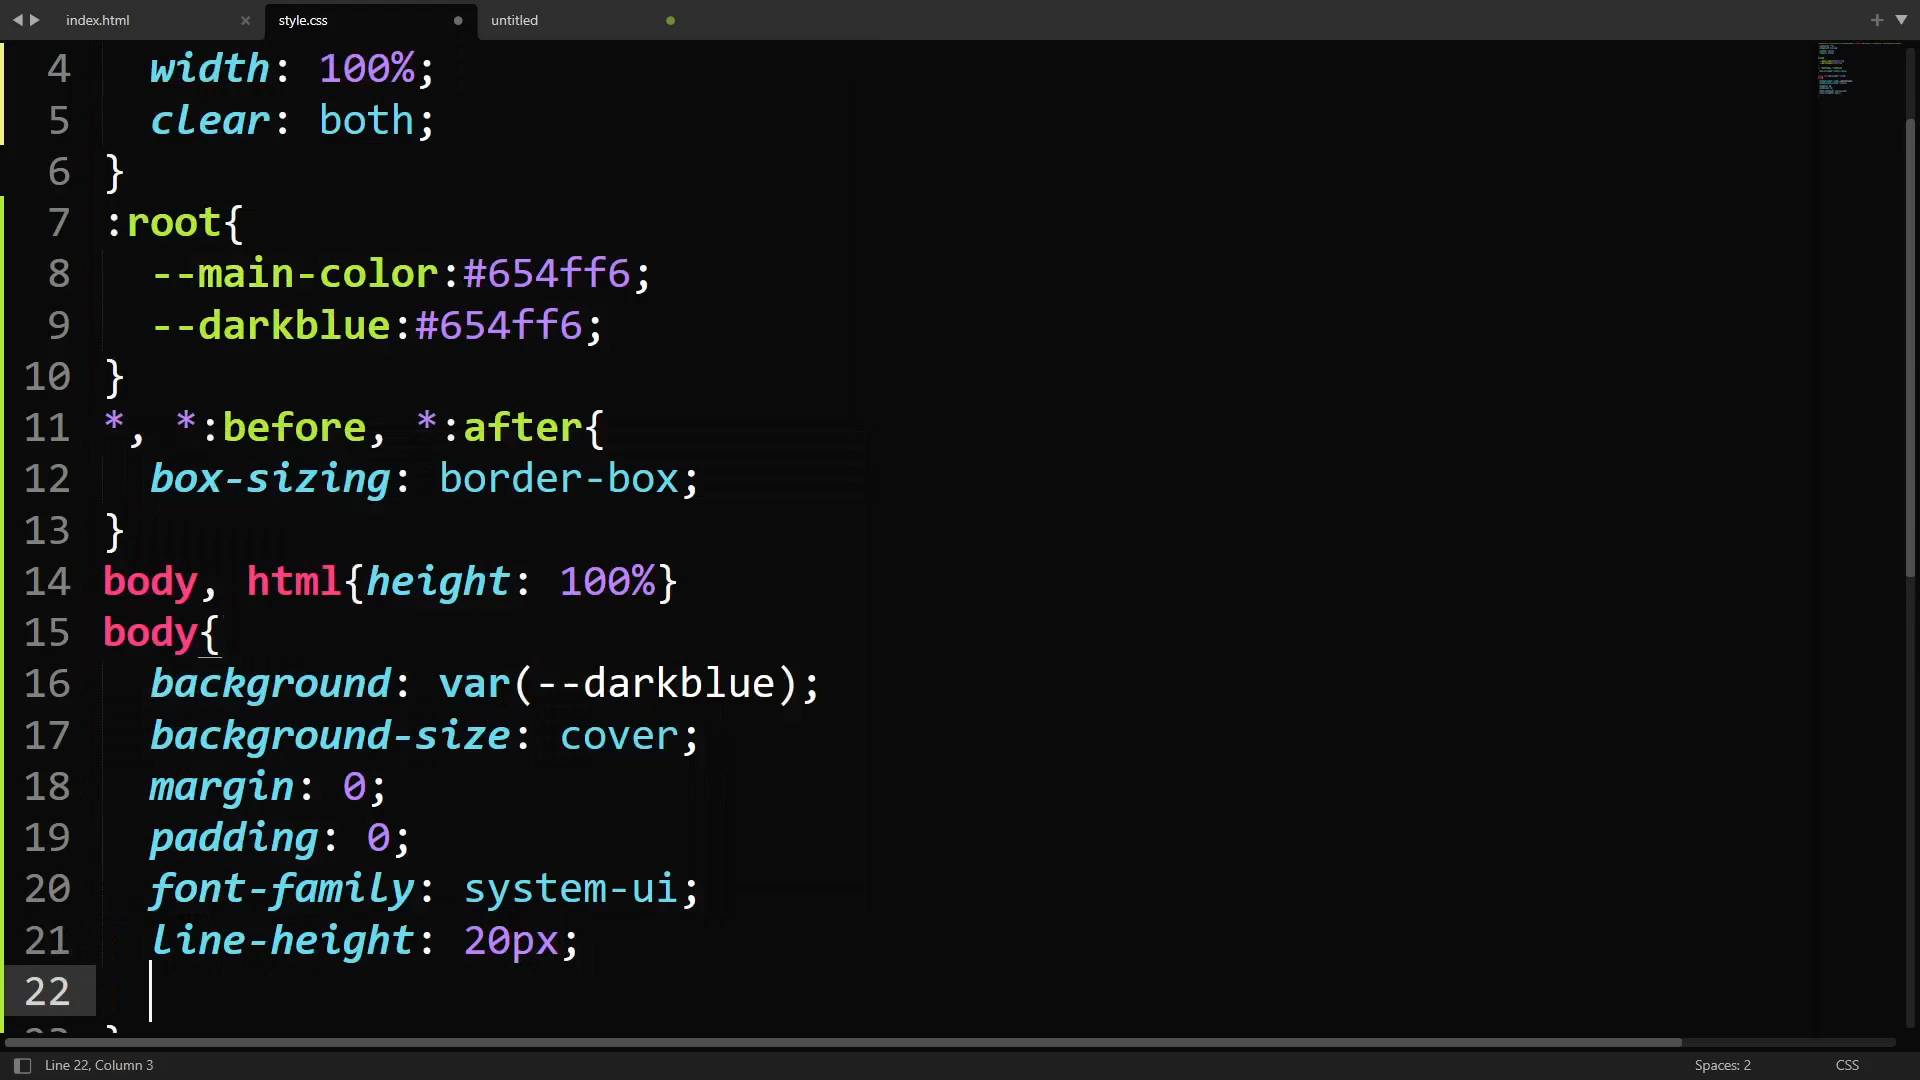 index.html × style.css untitled +
4 width: 100%;
5 clear: both;
6 }
7 :root{
8 --main-color:#654ff6;
9 --darkblue:#654ff6;
10 }
11 *, *:before, *:after{
12 box-sizing: border-box;
13 }
14 body, html{height: 100%}
15 body{
16 background: var(--darkblue);
17 background-size: cover;
18 margin: 0;
19 padding: 0;
20 font-family: system-ui;
21 line-height: 20px;
22
Line 22, Column 3 Spaces: 2 CSS